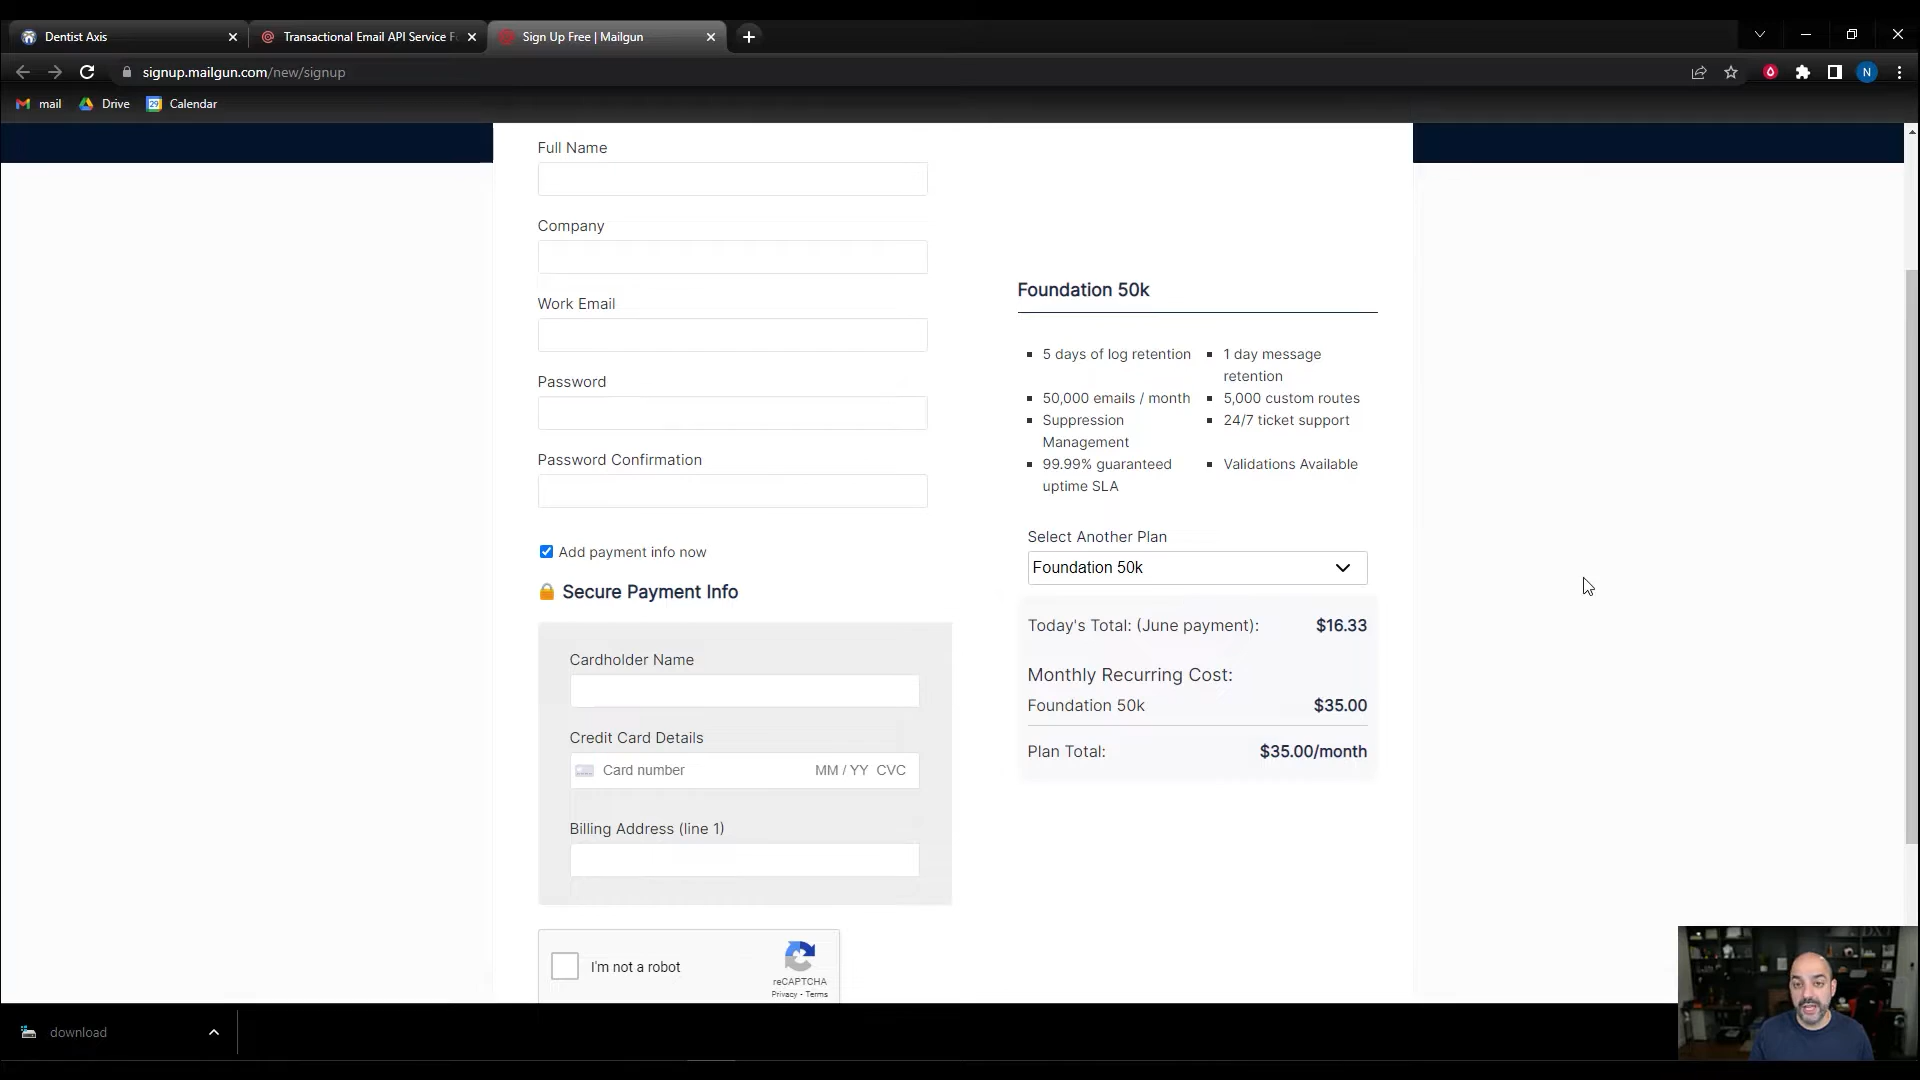 Dentist Axis
Transactional Email API Service Fo
Sign Up Free | Mailgun
signup.mailgun.com/new/signup
N
mail
Drive
29
Calendar
Full Name
Company
Work Email
Password
Password Confirmation
Add payment info now
Secure Payment Info
Cardholder Name
Credit Card Details
Card number MM / YY CVC
Billing Address (line 1)
I'm not a robot
reCAPTCHA
Privacy - Terms
Foundation 50k
5 days of log retention
1 day message
retention
50,000 emails / month
5,000 custom routes
Suppression
Management
24/7 ticket support
99.99% guaranteed
uptime SLA
Validations Available
Select Another Plan
Foundation 50k
Today's Total: (June payment): $16.33
Monthly Recurring Cost:
Foundation 50k $35.00
Plan Total: $35.00/month
download